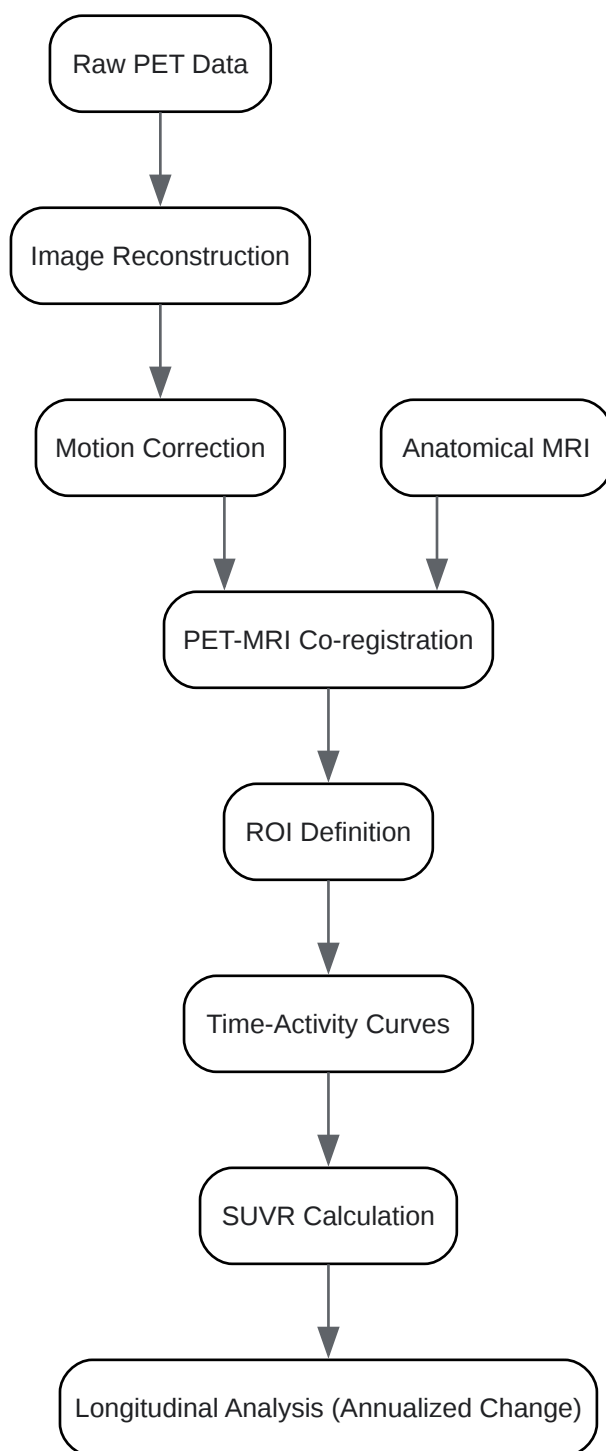 Raw PET Data
Image Reconstruction
Motion Correction
Anatomical MRI
PET-MRI Co-registration
ROI Definition
Time-Activity Curves
SUVR Calculation
Longitudinal Analysis (Annualized Change)